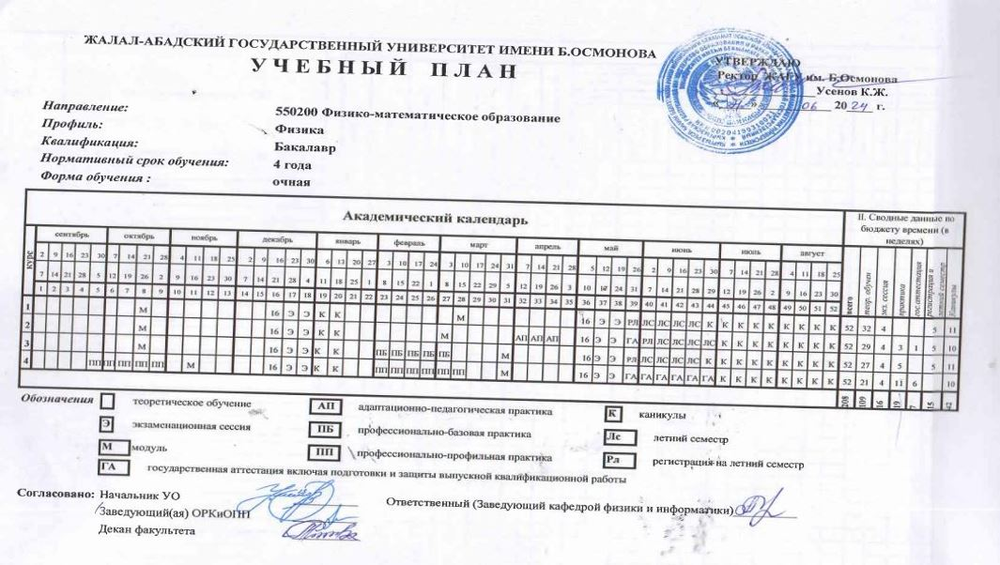 ЖАЛАЛ-АБАДСКИЙ ГОСУДАРСТВЕННЫЙ УНИВЕРСИТЕТ ИМЕНИ Б.ОСМОНОВА
УЧЕБНЫЙ ПЛАН
УТВЕРЖДАЮ
Ректор ЖАГУ им. Б.Осмонова
Усенов К.Ж.
06 2024 г.
Направление: 550200 Физико-математическое образование
Профиль: Физика
Квалификация: Бакалавр
Нормативный срок обучения: 4 года
Форма обучения : очная
Академический календарь
II. Сводные данные по бюджету времени (в неделях)
курс сентябрь октябрь ноябрь декабрь январь февраль март апрель май июнь июль август
2 9 16 23 30 7 14 21 28 4 11 18 25 2 9 16 23 30 6 13 20 27 3 10 17 24 3 10 17 24 31 7 14 21 28 5 12 19 26 2 9 16 23 30 7 14 21 28 4 11 18 25
7 14 21 28 5 12 19 26 2 9 16 23 30 7 14 21 28 4 11 18 25 1 8 15 22 1 8 15 22 29 5 12 19 26 3 10 17 24 31 7 14 21 28 5 12 19 26 2 9 16 23 30
1 2 3 4 5 6 7 8 9 10 11 12 13 14 15 16 17 18 19 20 21 22 23 24 25 26 27 28 29 30 31 32 33 34 35 36 37 38 39 40 41 42 43 44 45 46 47 48 49 50 51 52
всего теор. обучен экз. сессия практика гос.аттестация регистрация и летний семестр каникулы
1 М 16 Э Э К К М 16 Э Э РЛ ЛС ЛС ЛС ЛС К К К К К К К К К 52 32 4 5 11
2 М 16 Э Э К К М АП АП АП 16 Э Э ГА РЛ ЛС ЛС ЛС ЛС К К К К К К К К 52 29 4 3 1 5 10
3 М 16 Э Э К К ПБ ПБ ПБ ПБ ПБ М 16 Э Э РЛ ЛС ЛС ЛС ЛС К К К К К К К К К 52 27 4 5 5 11
4 ПП ПП ПП ПП ПП М 16 Э Э К К ПП ПП ПП ПП ПП ПП М 16 Э Э ГА ГА ГА ГА ГА ГА К К К К К К К К 52 21 4 11 6 10
208 109 16 19 7 15 42
Обозначения теоретическое обучение АП адаптационно-педагогическая практика К каникулы
Э экзаменационная сессия ПБ профессионально-базовая практика Лс летний семестр
М модуль ПП профессионально-профильная практика Рл регистрация на летний семестр
ГА государственная аттестация включая подготовки и защиты выпускной квалификационной работы
Согласовано: Начальник УО
Заведующий(ая) ОРКиОПП
Ответственный (Заведующий кафедрой физики и информатики)
Декан факультета